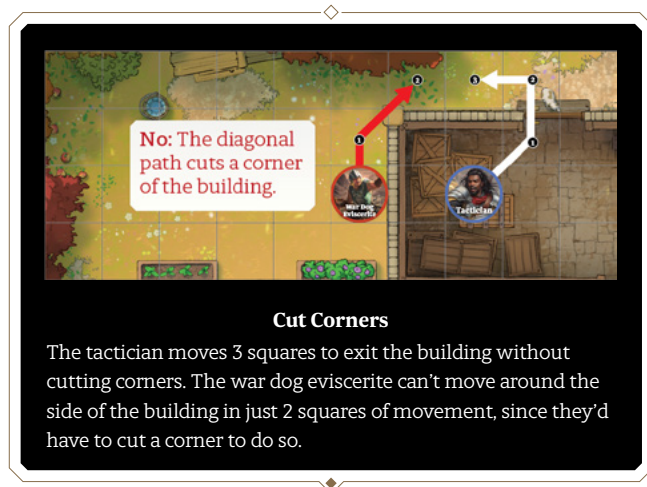 2
3
2
No: The diagonal
path cuts a corner
of the building.
1
1
War Dog
Eviscerite
Tactician
Cut Corners
The tactician moves 3 squares to exit the building without
cutting corners. The war dog eviscerite can’t move around the
side of the building in just 2 squares of movement, since they’d
have to cut a corner to do so.